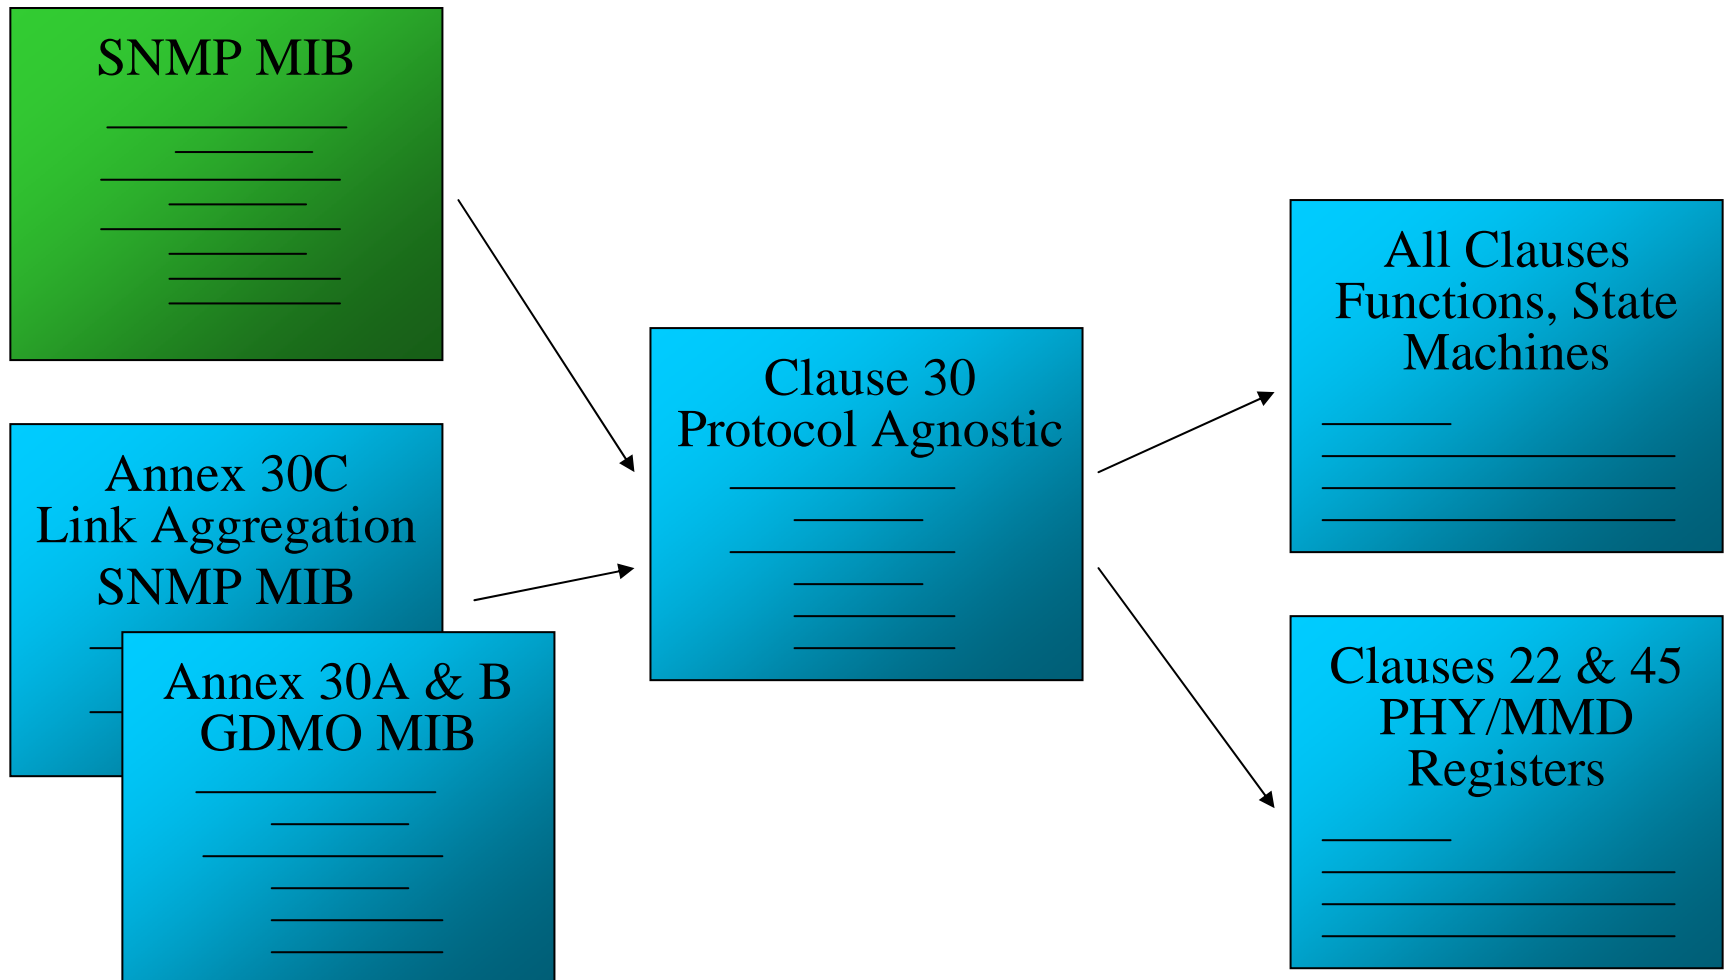 SNMP MIB
Annex 30C
Link Aggregation
SNMP MIB
Annex 30A & B
GDMO MIB
Clause 30
Protocol Agnostic
All Clauses
Functions, State
Machines
Clauses 22 & 45
PHY/MMD
Registers